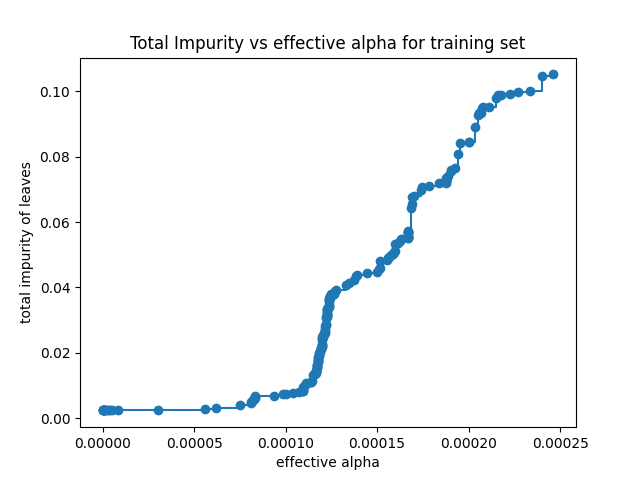 Total Impurity vs effective alpha for training set
total impurity of leaves
0.10
0.08
0.06
0.04
0.02
0.00
0.00000 0.00005 0.00010 0.00015 0.00020 0.00025
effective alpha